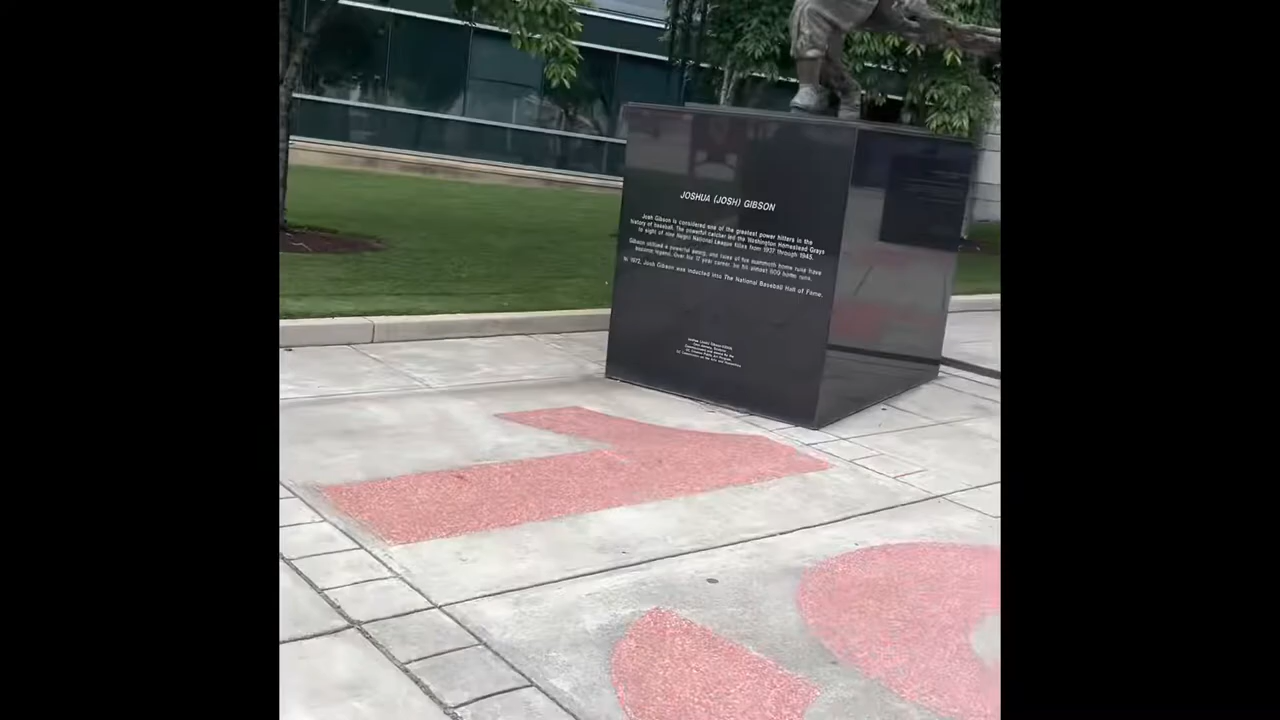 JOSHUA (JOSH) GIBSON
Josh Gibson is considered one of the greatest power hitters in the
history of baseball. The powerful catcher led the Washington Homestead Grays
to eight of nine Negro National League titles from 1937 through 1945.
Gibson utilized a powerful swing, and tales of his mammoth home runs have
become legend. Over his 17 year career, he hit almost 800 home runs.
In 1972, Josh Gibson was inducted into The National Baseball Hall of Fame.